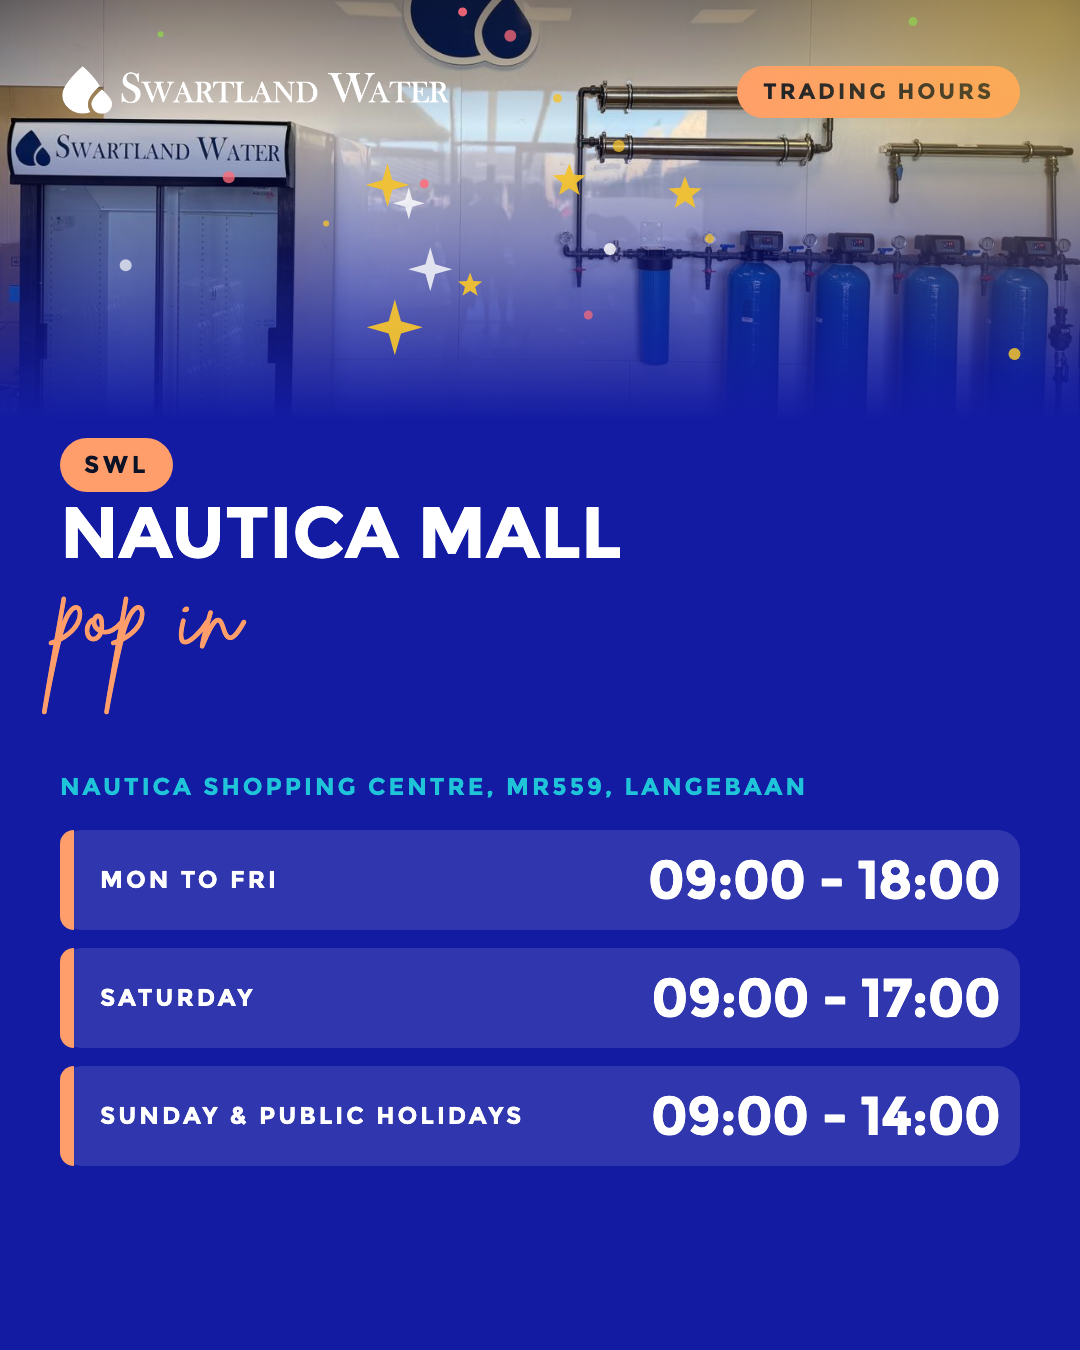 SWARTLAND WATER
TRADING HOURS
SWARTLAND WATER
SWL
NAUTICA MALL
pop in
NAUTICA SHOPPING CENTRE, MR559, LANGEBAAN
MON TO FRI 09:00 - 18:00
SATURDAY 09:00 - 17:00
SUNDAY & PUBLIC HOLIDAYS 09:00 - 14:00